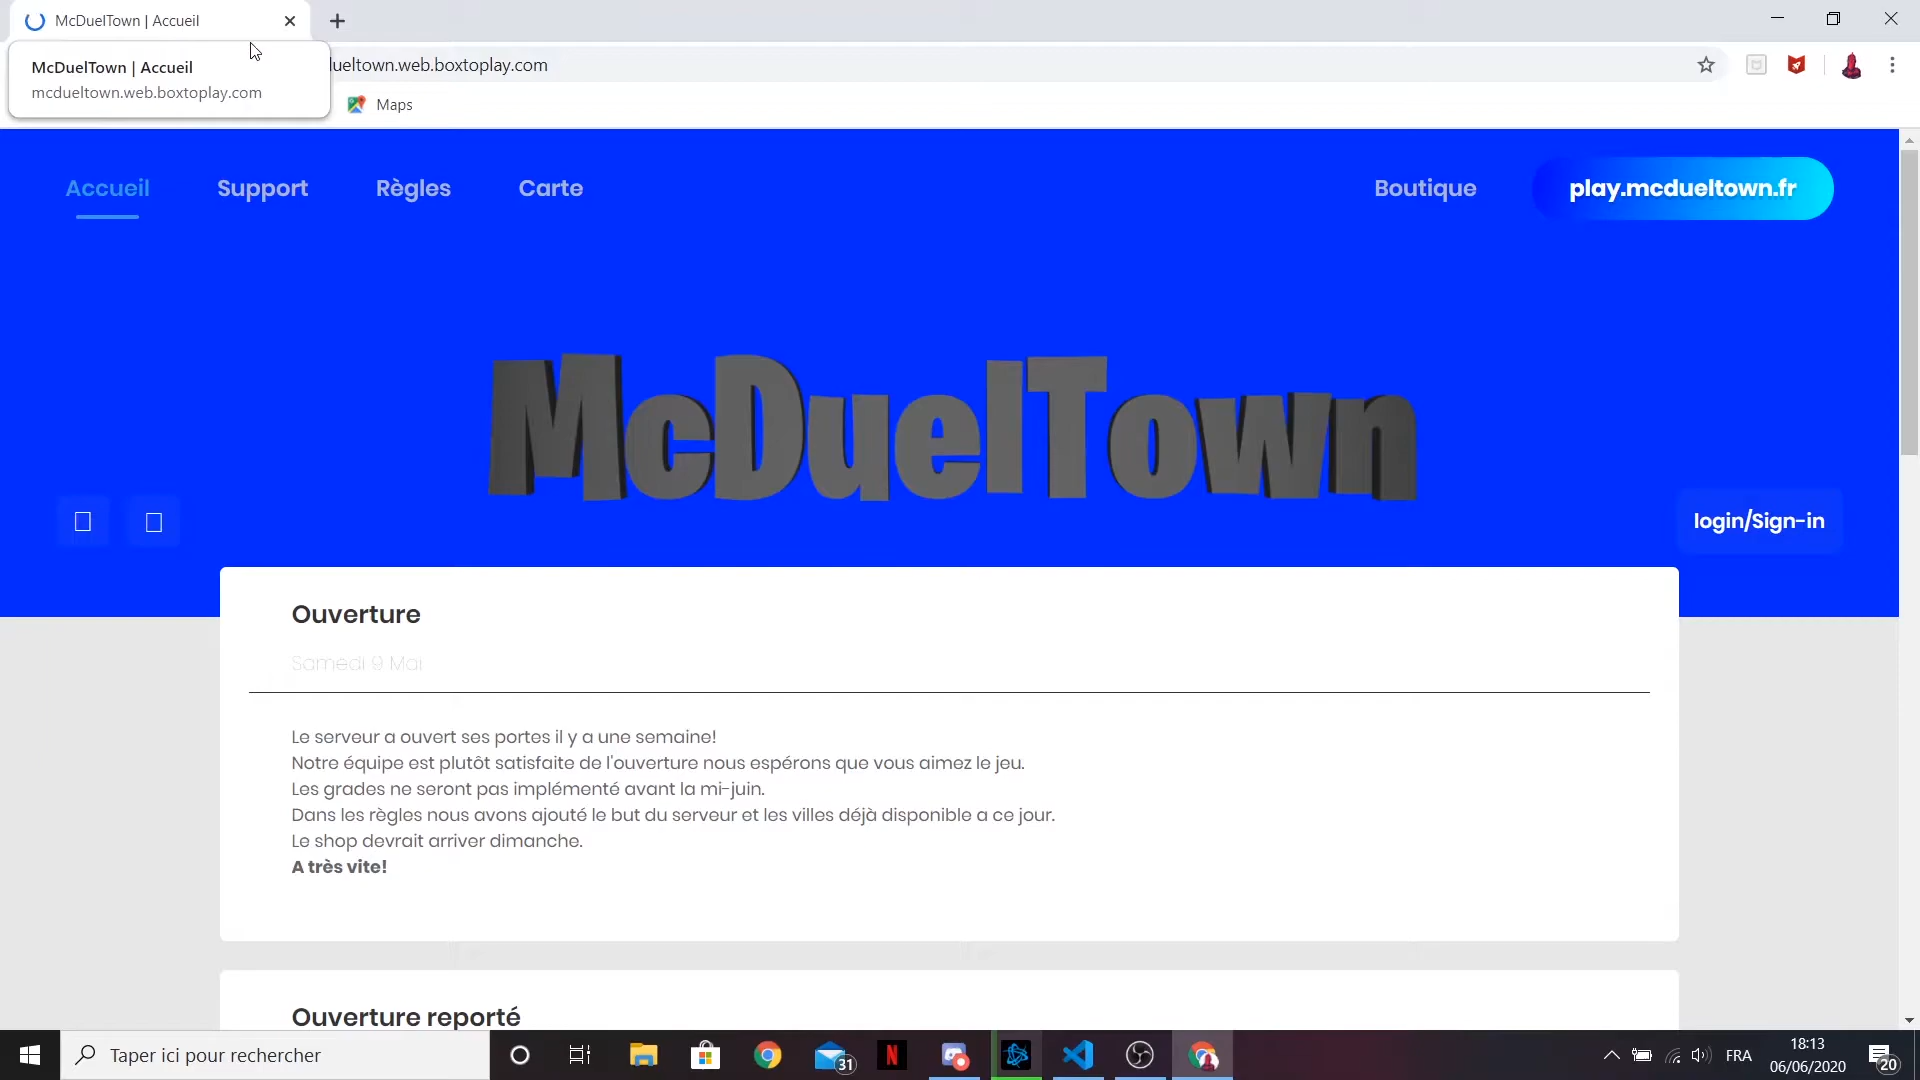 McDuelTown | Accueil
McDuelTown | Accueil
mcdueltown.web.boxtoplay.com
dueltown.web.boxtoplay.com
Maps
Accueil
Support
Règles
Carte
Boutique
play.mcdueltown.fr
McDuelTown
login/Sign-in
Ouverture
Samedi 9 Mai
Le serveur a ouvert ses portes il y a une semaine!
Notre équipe est plutôt satisfaite de l'ouverture nous espérons que vous aimez le jeu.
Les grades ne seront pas implémenté avant la mi-juin.
Dans les règles nous avons ajouté le but du serveur et les villes déjà disponible a ce jour.
Le shop devrait arriver dimanche.
A très vite!
Ouverture reporté
Taper ici pour rechercher
31
N
FRA
18:13
06/06/2020
20